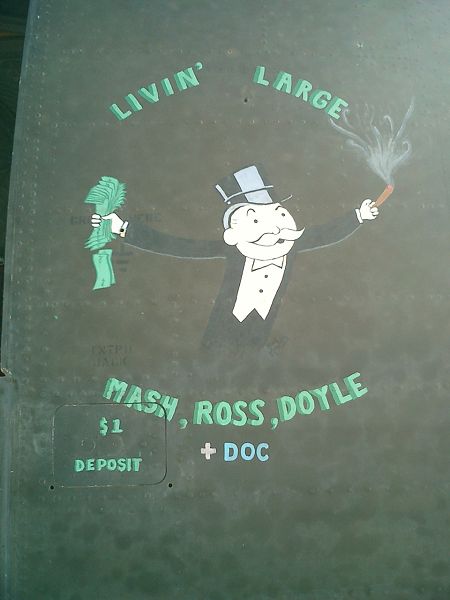 LIVIN' LARGE
MASH, ROSS, DOYLE
+ DOC
$1
DEPOSIT